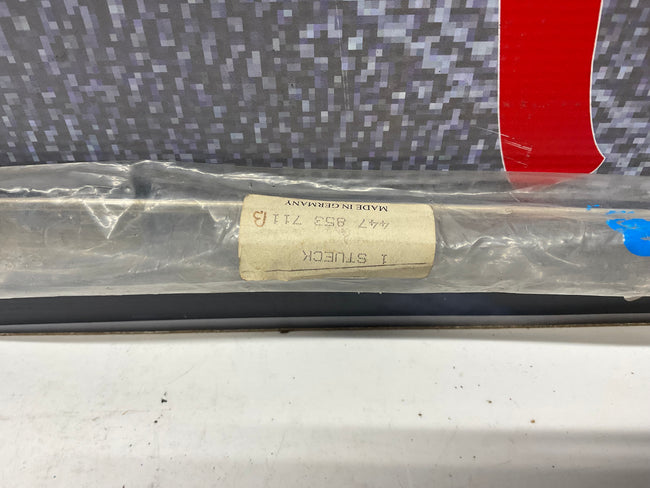 1 STUECK
447 853 711 B
MADE IN GERMANY